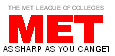 THE MET LEAGUE OF COLLEGES
MET
AS SHARP AS YOU CAN GET